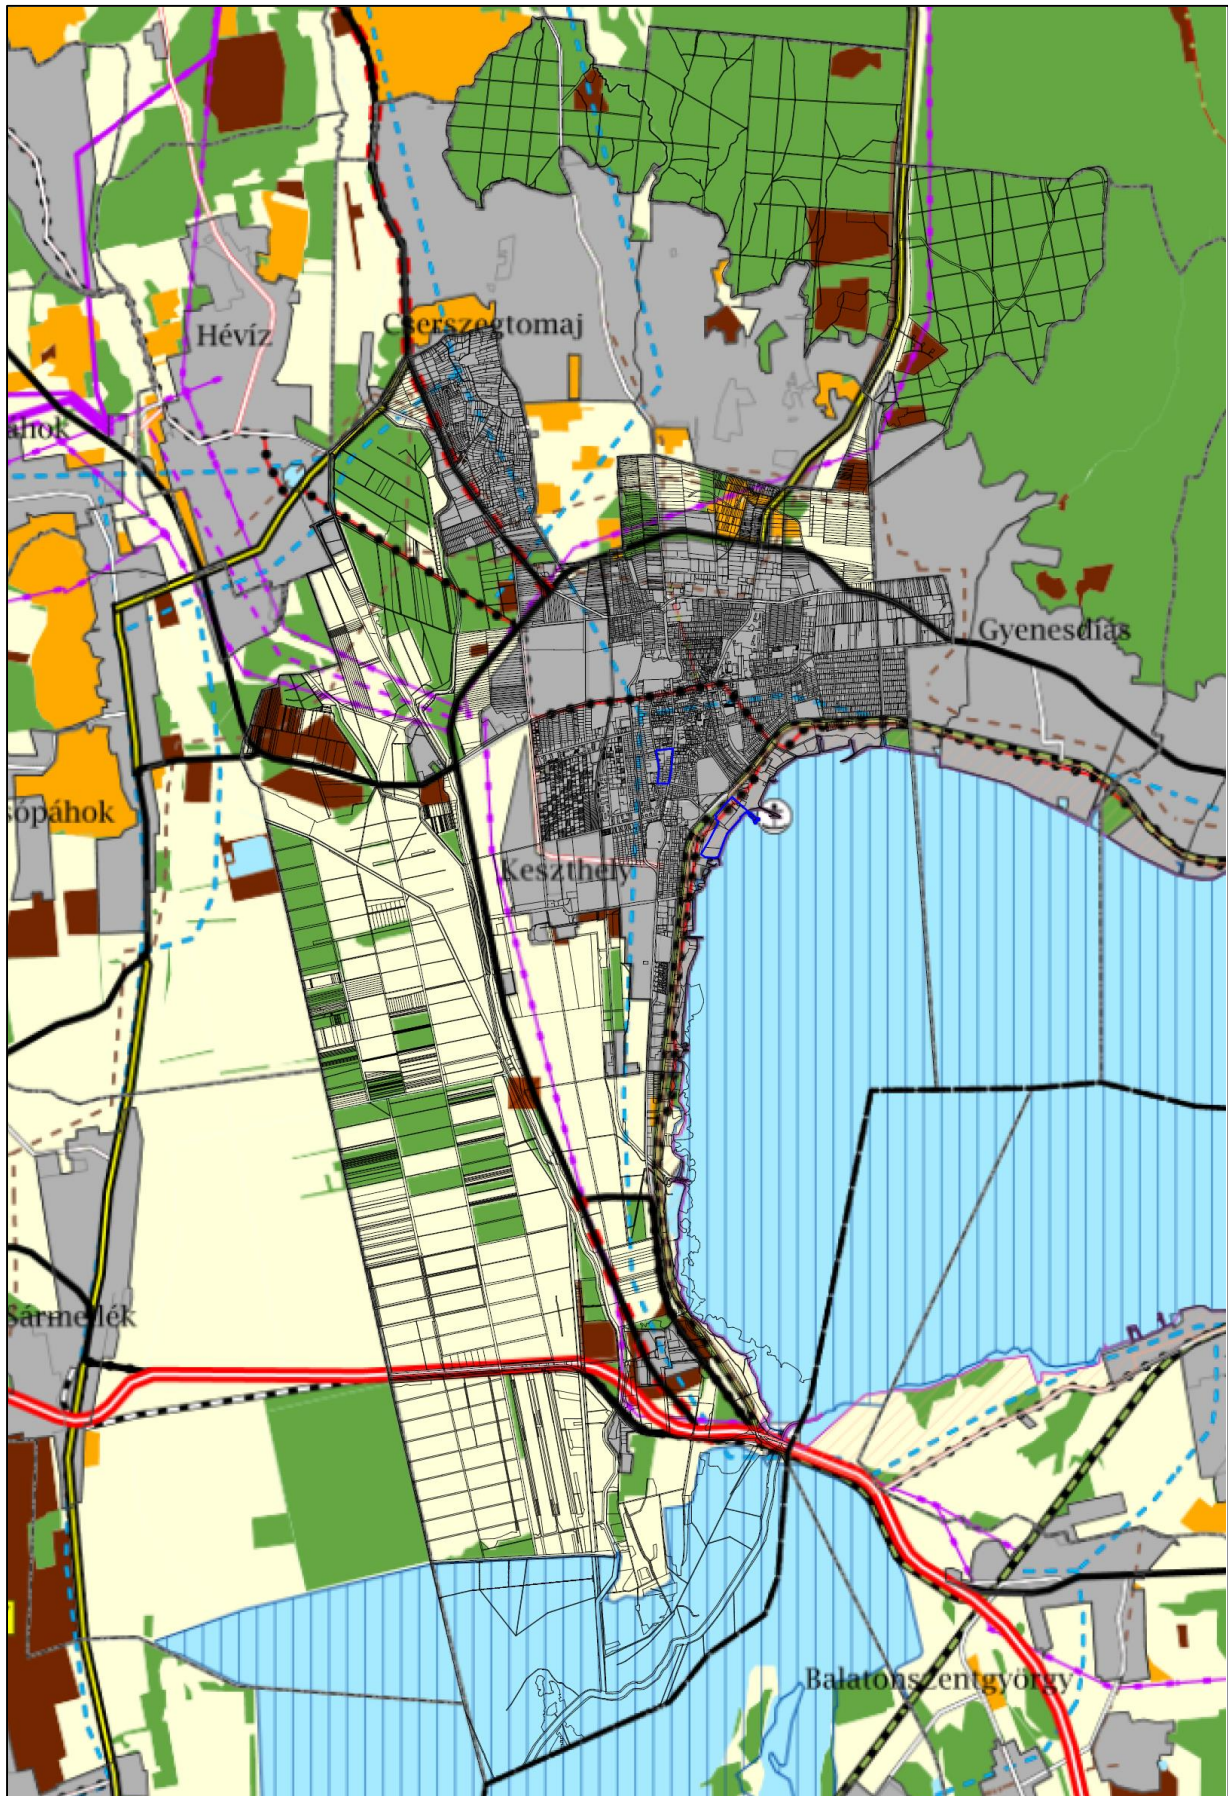 Hévíz
Cserszegtomaj
ahok
Gyenesdiás
sópáhok
Keszthely
Sármellék
Balatonszentgyörgy